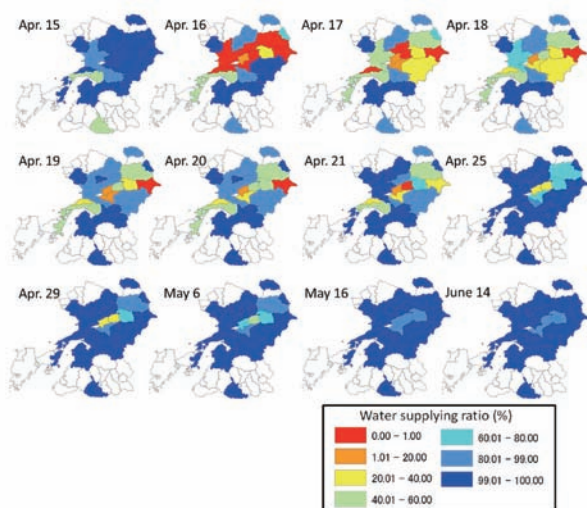 Apr. 15
Apr. 16
Apr. 17
Apr. 18
Apr. 19
Apr. 20
Apr. 21
Apr. 25
Apr. 29
May 6
May 16
June 14
Water supplying ratio (%)
0.00 – 1.00
1.01 – 20.00
20.01 – 40.00
40.01 – 60.00
60.01 – 80.00
80.01 – 99.00
99.01 – 100.00